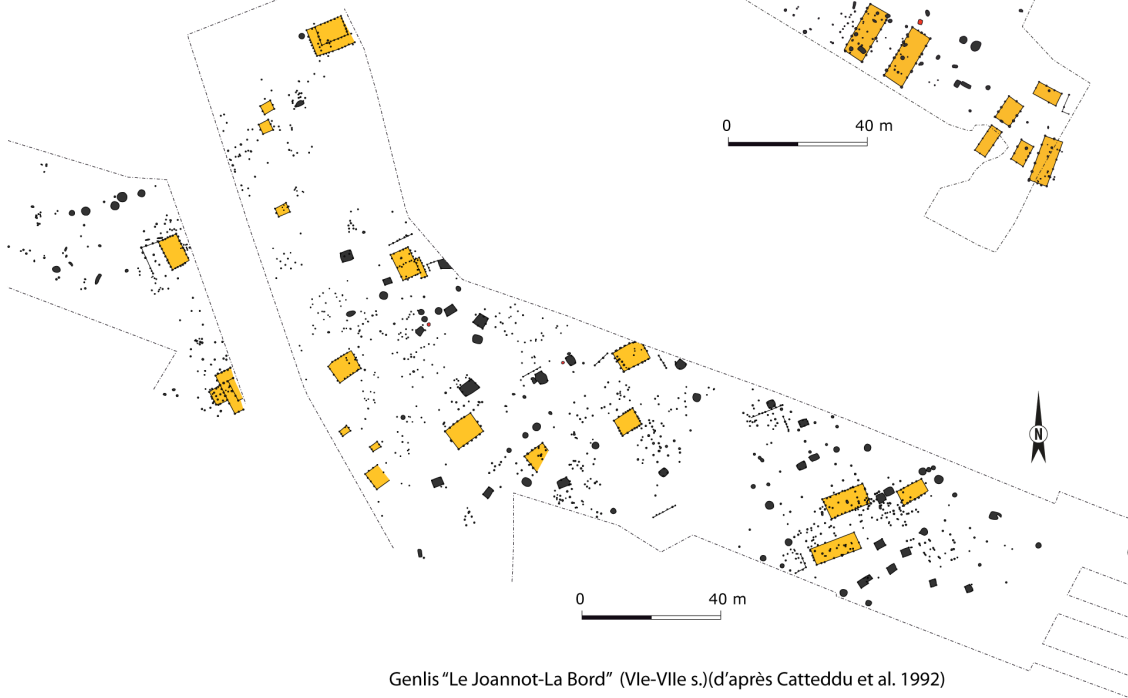 0 40 m
N
0 40 m
Genlis "Le Joannot-La Bord" (VIe-VIIe s.)(d'après Catteddu et al. 1992)